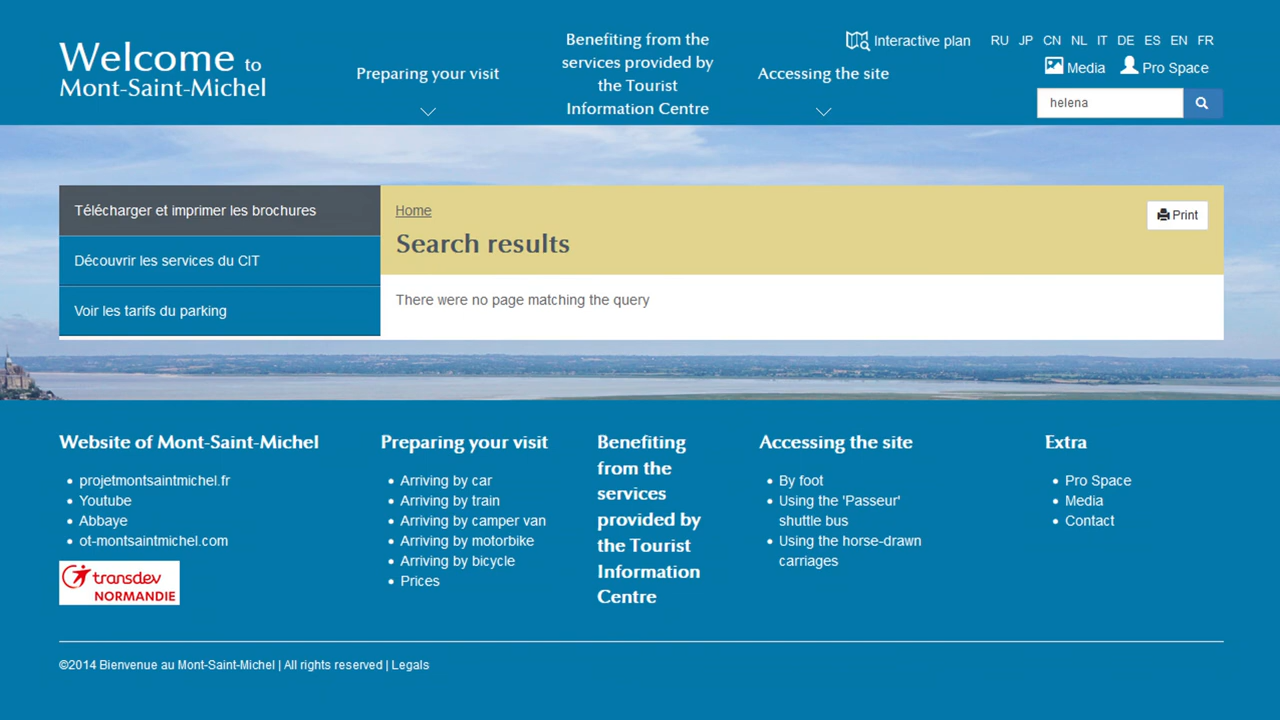 Welcome to
Mont-Saint-Michel
Preparing your visit
Benefiting from the
services provided by
the Tourist
Information Centre
Accessing the site
Interactive plan
RU JP CN NL IT DE ES EN FR
Media
Pro Space
helena
Télécharger et imprimer les brochures
Découvrir les services du CIT
Voir les tarifs du parking
Home
Print
Search results
There were no page matching the query
Website of Mont-Saint-Michel
projetmontsaintmichel.fr
Youtube
Abbaye
ot-montsaintmichel.com
transdev
NORMANDIE
Preparing your visit
Arriving by car
Arriving by train
Arriving by camper van
Arriving by motorbike
Arriving by bicycle
Prices
Benefiting
from the
services
provided by
the Tourist
Information
Centre
Accessing the site
By foot
Using the 'Passeur'
shuttle bus
Using the horse-drawn
carriages
Extra
Pro Space
Media
Contact
©2014 Bienvenue au Mont-Saint-Michel | All rights reserved | Legals